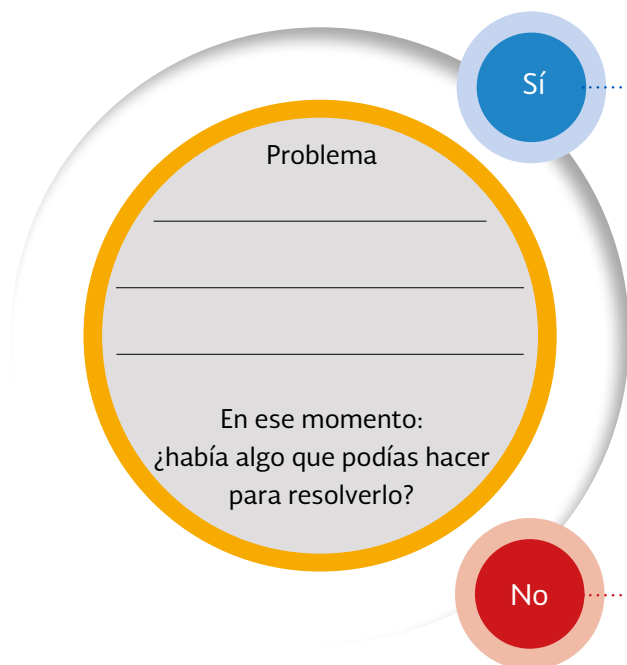 Sí
Problema
En ese momento:
¿había algo que podías hacer
para resolverlo?
No